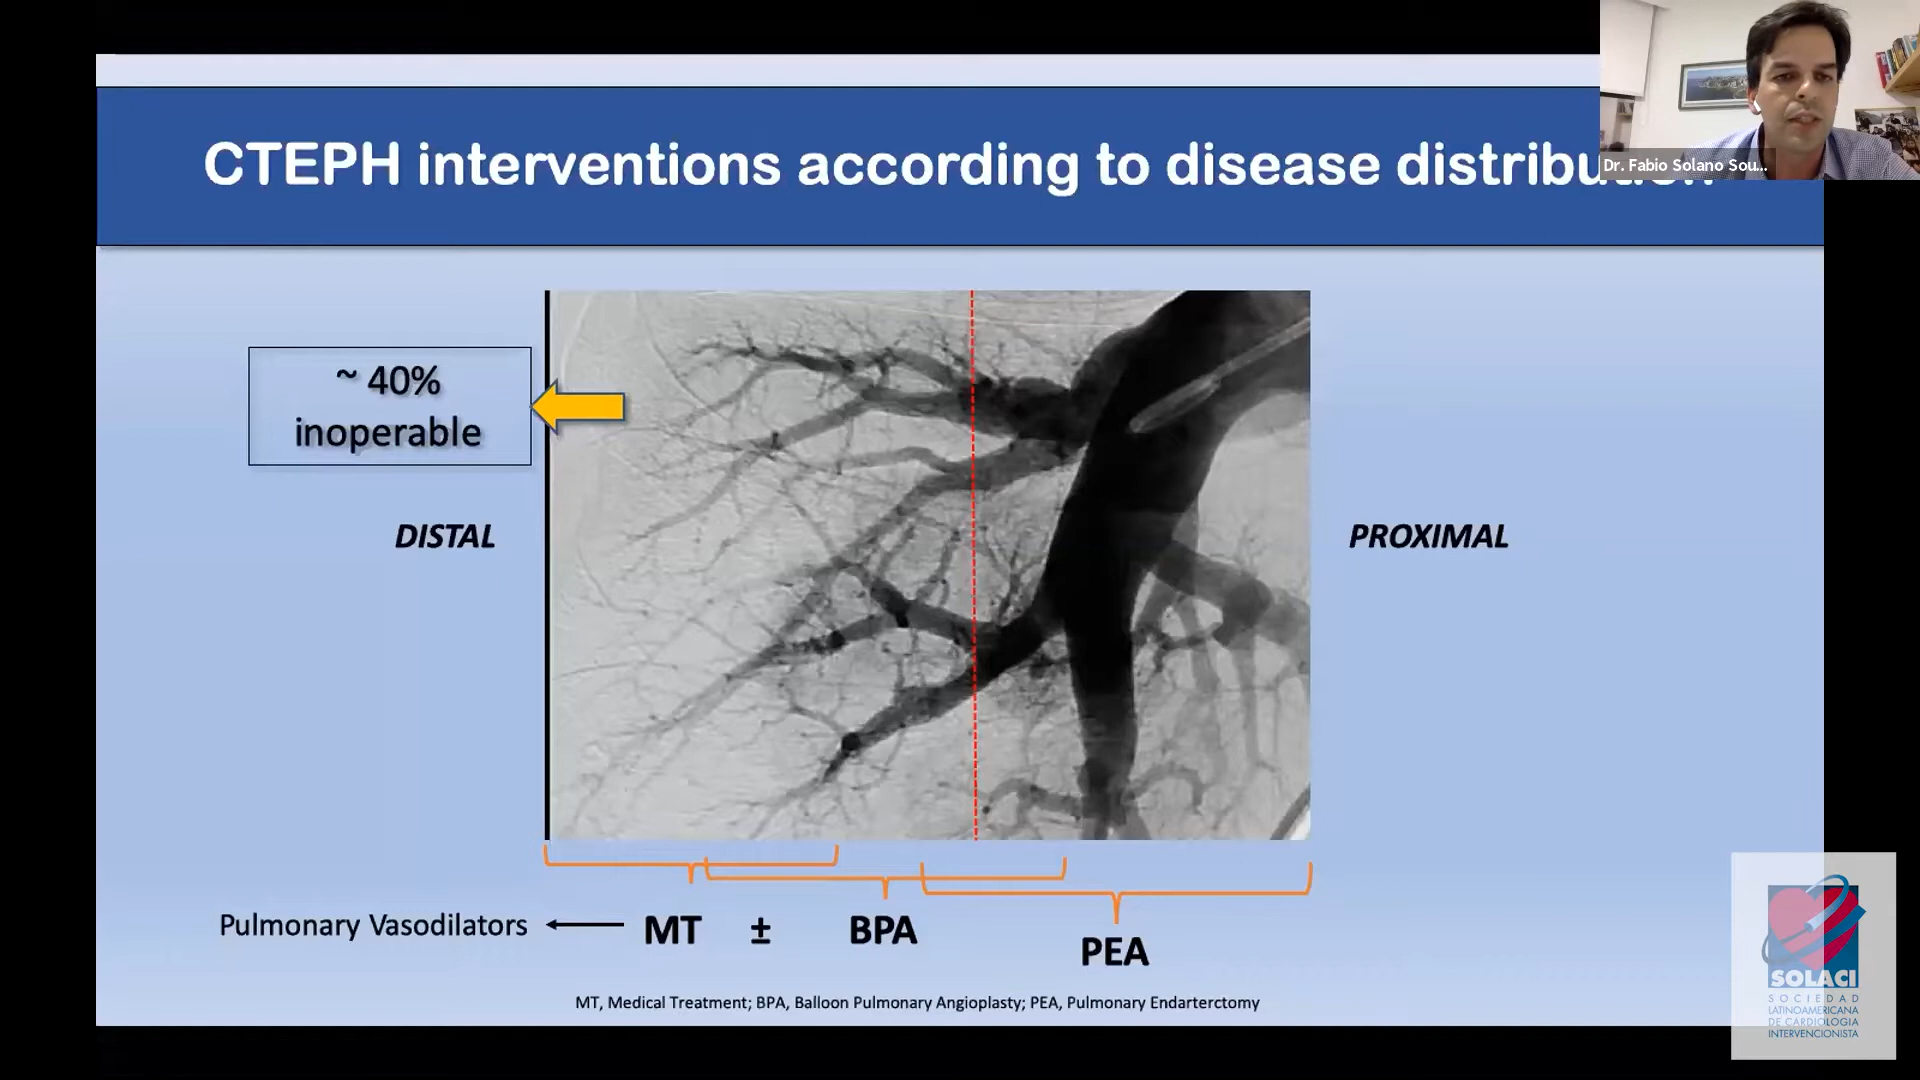 CTEPH interventions according to disease distribution
Dr. Fabio Solano Sou...
~ 40%
inoperable
DISTAL
PROXIMAL
Pulmonary Vasodilators
MT ± BPA
PEA
MT, Medical Treatment; BPA, Balloon Pulmonary Angioplasty; PEA, Pulmonary Endarterctomy
SOLACI
SOCIEDAD
LATINOAMERICANA
DE CARDIOLOGIA
INTERVENCIONISTA